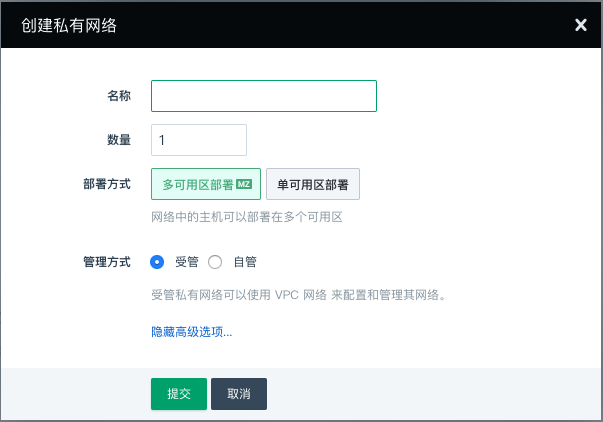 创建私有网络
名称
数量 1
部署方式 多可用区部署 MZ 单可用区部署
网络中的主机可以部署在多个可用区
管理方式 受管 自管
受管私有网络可以使用 VPC 网络 来配置和管理其网络。
隐藏高级选项...
提交 取消